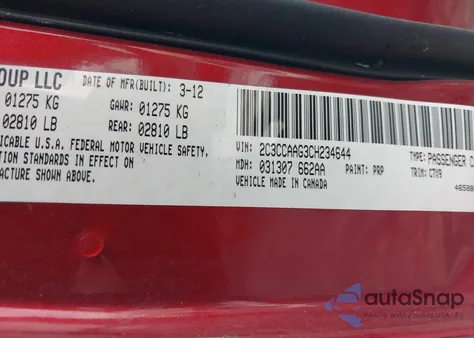 OUP LLC DATE OF MFR(BUILT): 3-12
01275 KG GAWR: 01275 KG
02810 LB REAR: 02810 LB
ICABLE U.S.A. FEDERAL MOTOR VEHICLE SAFETY,
TION STANDARDS IN EFFECT ON
FACTURE SHOWN ABOVE.
VIN: 2C3CCAAG3CH234644 TYPE: PASSENGER C
MDH: 031307 662AA PAINT: PRP TRIM: C7X9
VEHICLE MADE IN CANADA 46588
autoSnap